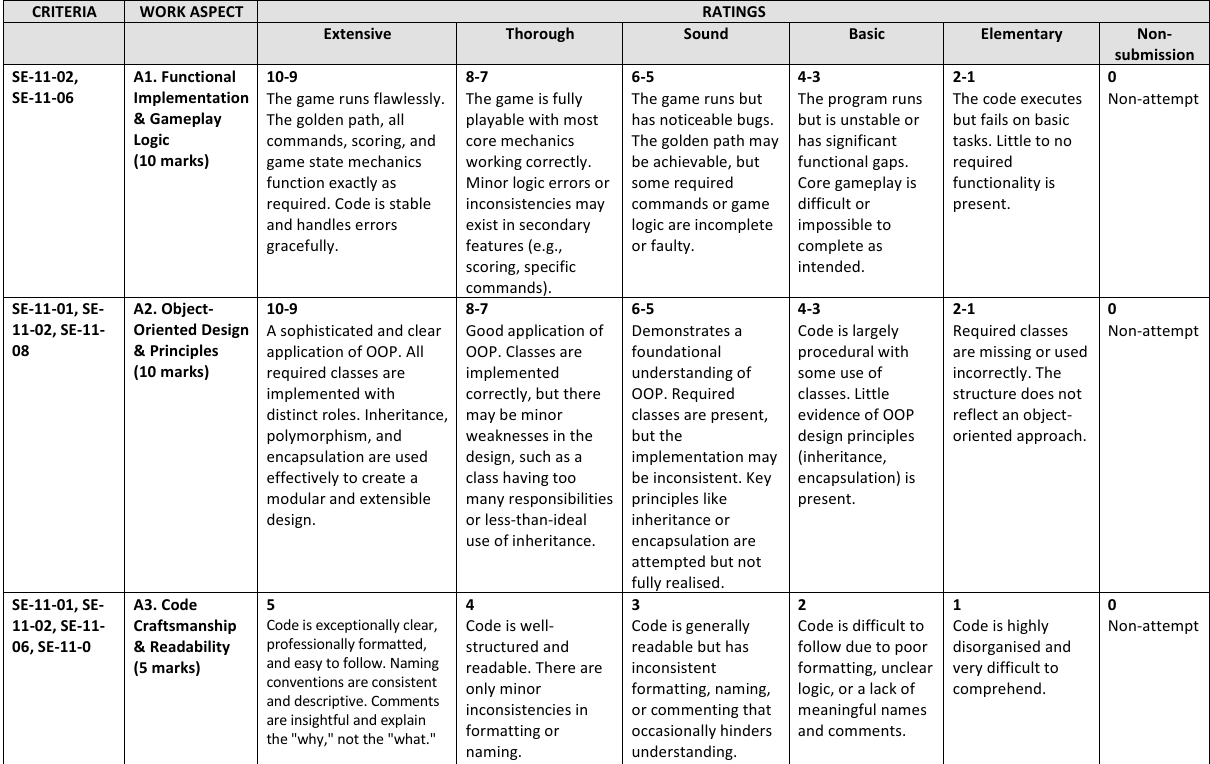 CRITERIA
WORK ASPECT
RATINGS
Extensive
Thorough
Sound
Basic
Elementary
Non-
submission
SE-11-02,
SE-11-06
A1. Functional
Implementation
& Gameplay
Logic
(10 marks)
10-9
The game runs flawlessly.
The golden path, all
commands, scoring, and
game state mechanics
function exactly as
required. Code is stable
and handles errors
gracefully.
8-7
The game is fully
playable with most
core mechanics
working correctly.
Minor logic errors or
inconsistencies may
exist in secondary
features (e.g.,
scoring, specific
commands).
6-5
The game runs but
has noticeable bugs.
The golden path may
be achievable, but
some required
commands or game
logic are incomplete
or faulty.
4-3
The program runs
but is unstable or
has significant
functional gaps.
Core gameplay is
difficult or
impossible to
complete as
intended.
2-1
The code executes
but fails on basic
tasks. Little to no
required
functionality is
present.
0
Non-attempt
SE-11-01, SE-
11-02, SE-11-
08
A2. Object-
Oriented Design
& Principles
(10 marks)
10-9
A sophisticated and clear
application of OOP. All
required classes are
implemented with
distinct roles. Inheritance,
polymorphism, and
encapsulation are used
effectively to create a
modular and extensible
design.
8-7
Good application of
OOP. Classes are
implemented
correctly, but there
may be minor
weaknesses in the
design, such as a
class having too
many responsibilities
or less-than-ideal
use of inheritance.
6-5
Demonstrates a
foundational
understanding of
OOP. Required
classes are present,
but the
implementation may
be inconsistent. Key
principles like
inheritance or
encapsulation are
attempted but not
fully realised.
4-3
Code is largely
procedural with
some use of
classes. Little
evidence of OOP
design principles
(inheritance,
encapsulation) is
present.
2-1
Required classes
are missing or used
incorrectly. The
structure does not
reflect an object-
oriented approach.
0
Non-attempt
SE-11-01, SE-
11-02, SE-11-
06, SE-11-0
A3. Code
Craftsmanship
& Readability
(5 marks)
5
Code is exceptionally clear,
professionally formatted,
and easy to follow. Naming
conventions are consistent
and descriptive. Comments
are insightful and explain
the "why," not the "what."
4
Code is well-
structured and
readable. There are
only minor
inconsistencies in
formatting or
naming.
3
Code is generally
readable but has
inconsistent
formatting, naming,
or commenting that
occasionally hinders
understanding.
2
Code is difficult to
follow due to poor
formatting, unclear
logic, or a lack of
meaningful names
and comments.
1
Code is highly
disorganised and
very difficult to
comprehend.
0
Non-attempt